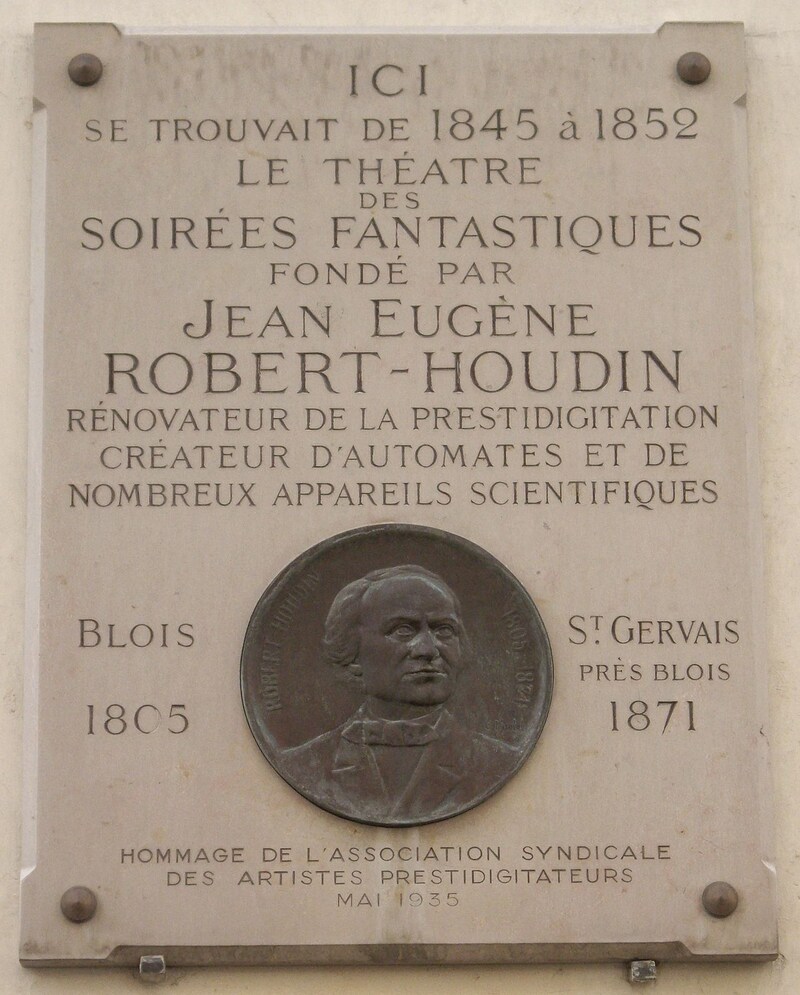 ICI
SE TROUVAIT DE 1845 à 1852
LE THÉATRE
DES
SOIRÉES FANTASTIQUES
FONDÉ PAR
JEAN EUGÈNE
ROBERT-HOUDIN
RÉNOVATEUR DE LA PRESTIDIGITATION
CRÉATEUR D'AUTOMATES ET DE
NOMBREUX APPAREILS SCIENTIFIQUES
ROBERT HOUDIN
1805-1871
BLOIS
1805
ST GERVAIS
PRÈS BLOIS
1871
HOMMAGE DE L'ASSOCIATION SYNDICALE
DES ARTISTES PRESTIDIGITATEURS
MAI 1935